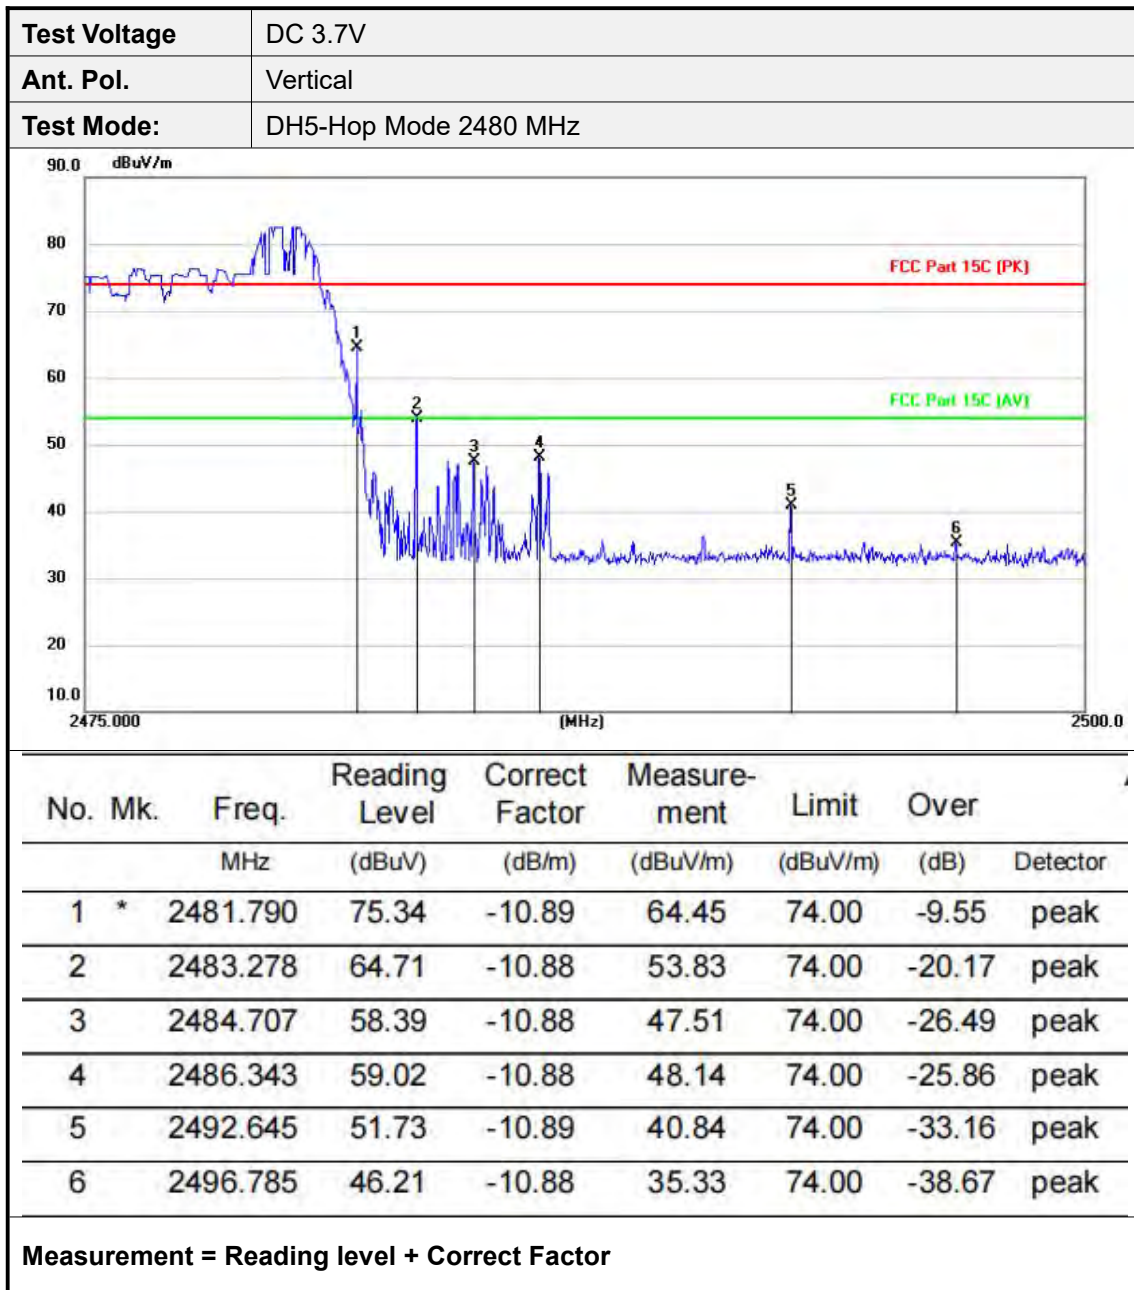 Test Voltage DC 3.7V
Ant. Pol. Vertical
Test Mode: DH5-Hop Mode 2480 MHz
90.0 dBuV/m
80
FCC Part 15C (PK)
70
1
60
FCC Part 15C (AV)
2
50
3 4
40
5
6
30
20
10.0
2475.000 (MHz) 2500.0
No. Mk. Freq. Reading Level Correct Factor Measure-ment Limit Over
MHz (dBuV) (dB/m) (dBuV/m) (dBuV/m) (dB) Detector
1 * 2481.790 75.34 -10.89 64.45 74.00 -9.55 peak
2 2483.278 64.71 -10.88 53.83 74.00 -20.17 peak
3 2484.707 58.39 -10.88 47.51 74.00 -26.49 peak
4 2486.343 59.02 -10.88 48.14 74.00 -25.86 peak
5 2492.645 51.73 -10.89 40.84 74.00 -33.16 peak
6 2496.785 46.21 -10.88 35.33 74.00 -38.67 peak
Measurement = Reading level + Correct Factor